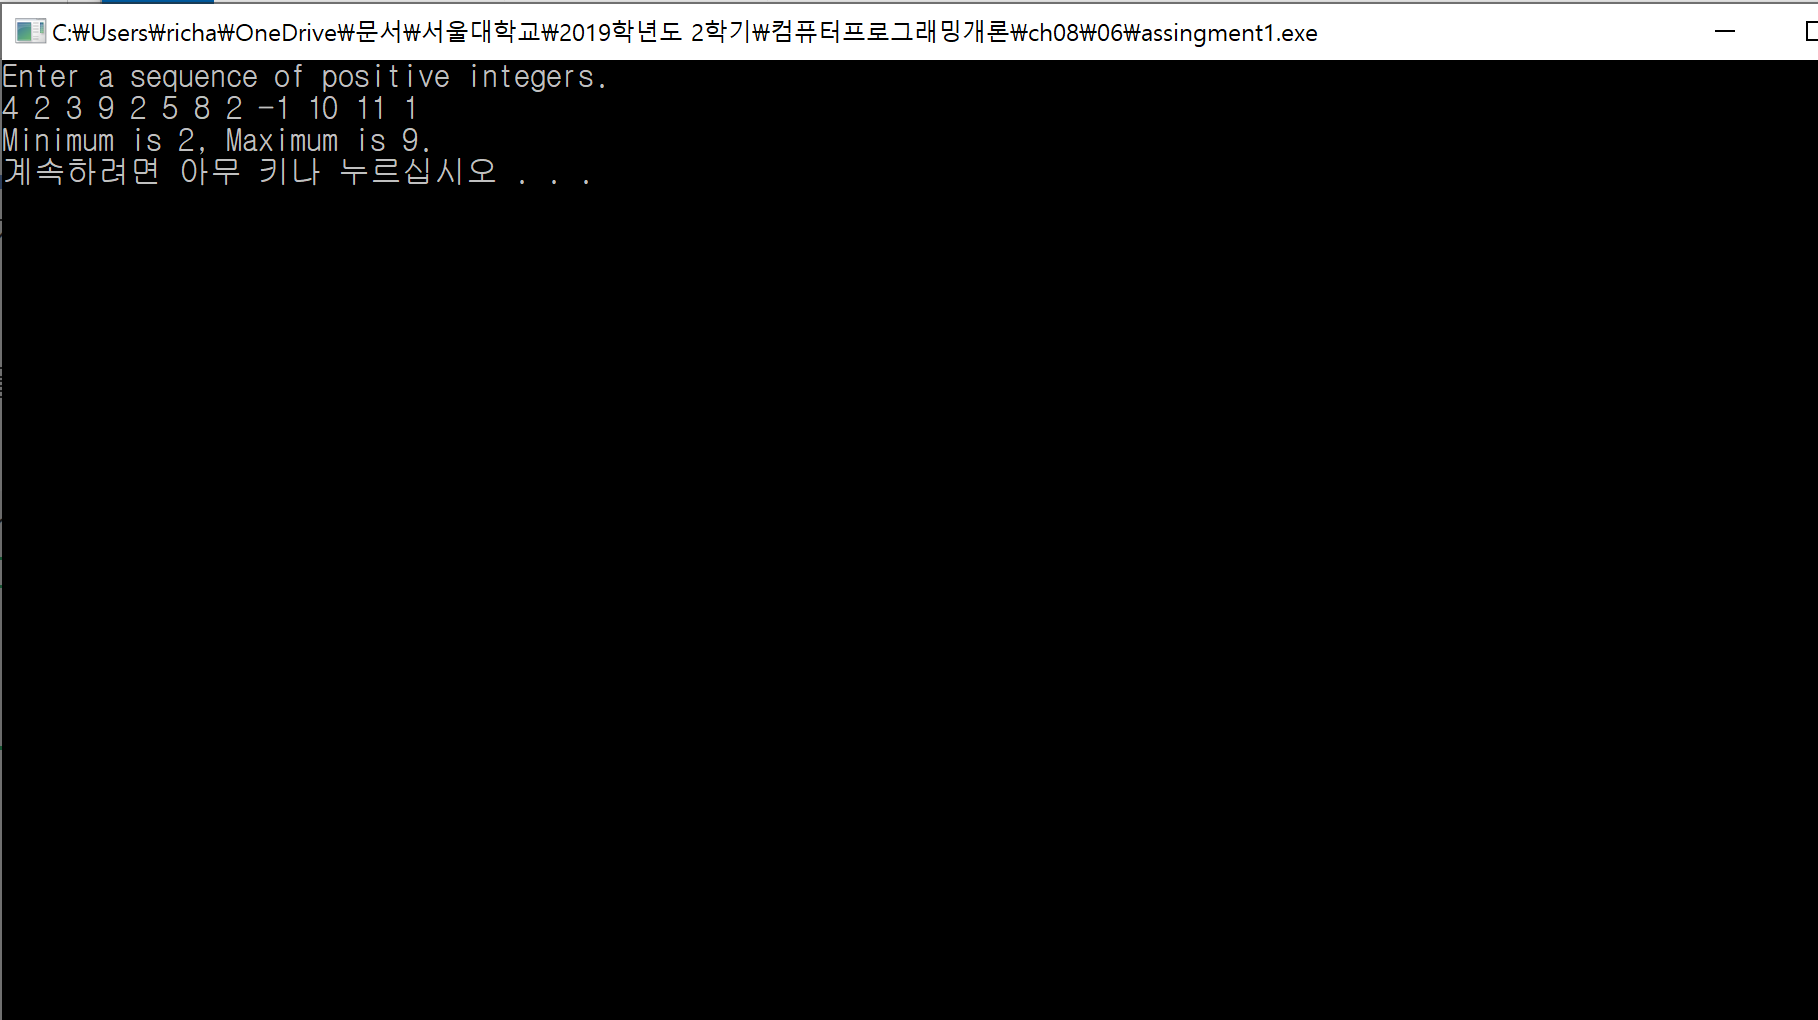 C:₩Users₩richa₩OneDrive₩문서₩서울대학교₩2019학년도 2학기₩컴퓨터프로그래밍개론₩ch08₩06₩assingment1.exe
Enter a sequence of positive integers.
4 2 3 9 2 5 8 2 -1 10 11 1
Minimum is 2, Maximum is 9.
계속하려면 아무 키나 누르십시오 . . .